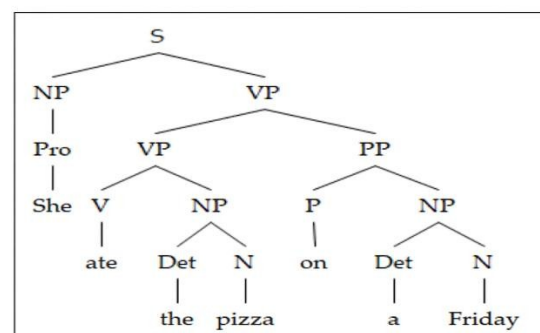 S
NP VP
Pro VP PP
She V NP P NP
ate Det N on Det N
the pizza a Friday